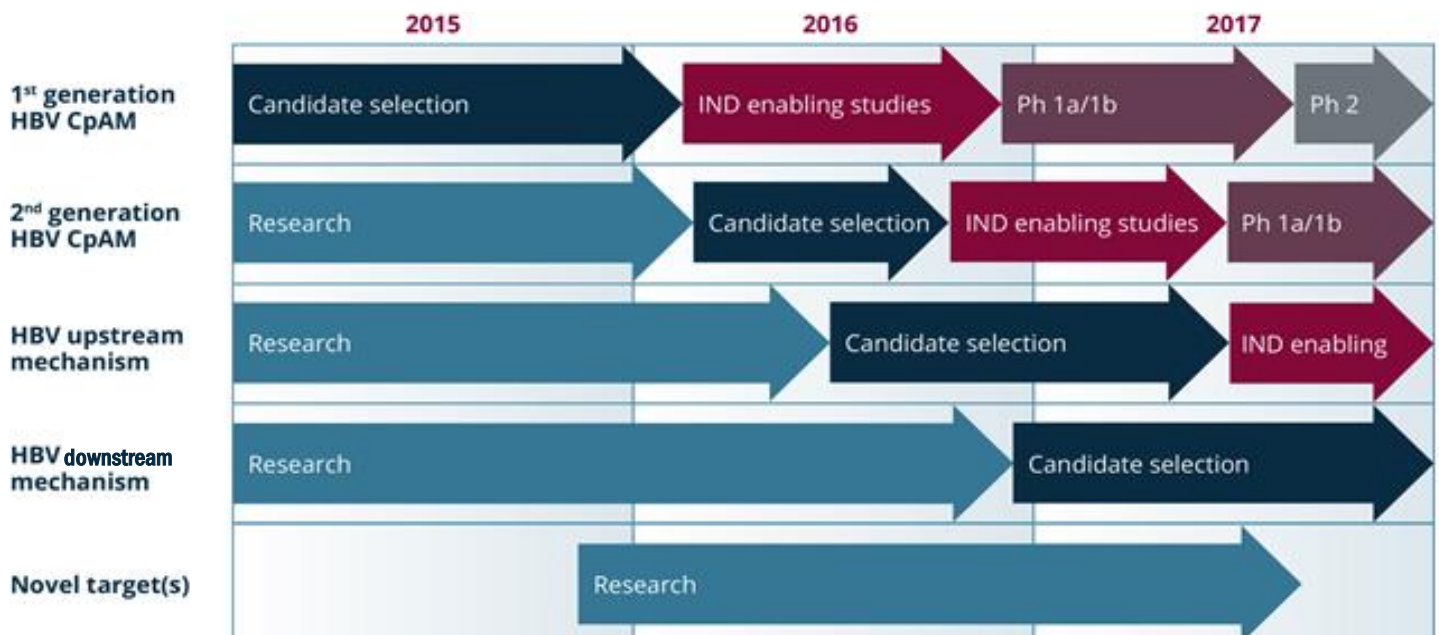 2015 2016 2017
1st generation
HBV CpAM
Candidate selection IND enabling studies Ph 1a/1b Ph 2
2nd generation
HBV CpAM
Research Candidate selection IND enabling studies Ph 1a/1b
HBV upstream
mechanism
Research Candidate selection IND enabling
HBV downstream
mechanism
Research Candidate selection
Novel target(s)
Research